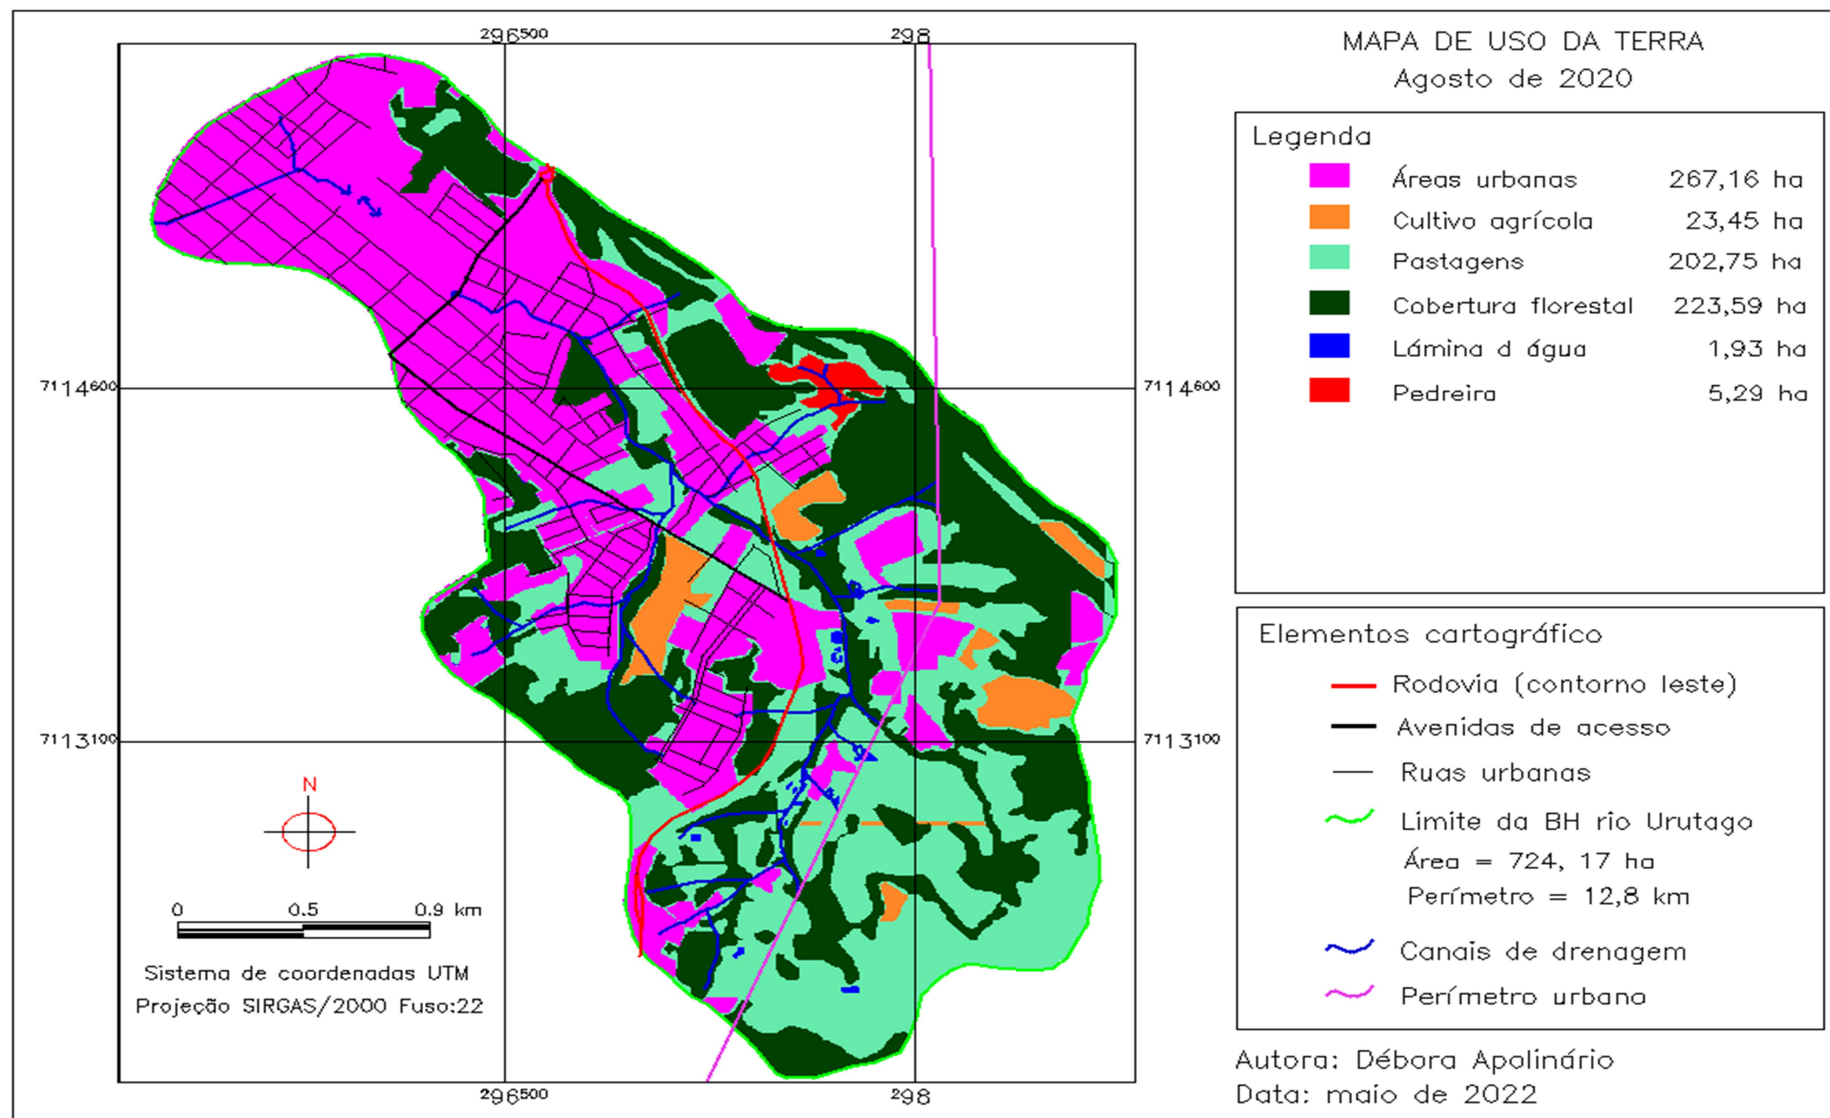 MAPA DE USO DA TERRA
Agosto de 2020
296500
298
7114600
7114600
7113100
7113100
296500
298
N
0 0.5 0.9 km
Sistema de coordenadas UTM
Projeção SIRGAS/2000 Fuso:22
Legenda
Áreas urbanas 267,16 ha
Cultivo agrícola 23,45 ha
Pastagens 202,75 ha
Cobertura florestal 223,59 ha
Lámina d água 1,93 ha
Pedreira 5,29 ha
Elementos cartográfico
Rodovia (contorno leste)
Avenidas de acesso
Ruas urbanas
Limite da BH rio Urutago
Área = 724, 17 ha
Perímetro = 12,8 km
Canais de drenagem
Perímetro urbana
Autora: Débora Apolinário
Data: maio de 2022